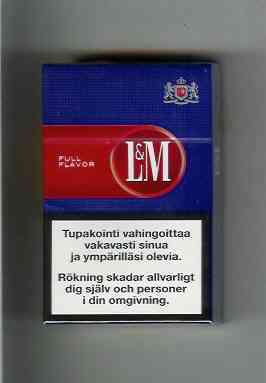 FULL
FLAVOR
L&M
Tupakointi vahingoittaa
vakavasti sinua
ja ympärilläsi olevia.
Rökning skadar allvarligt
dig själv och personer
i din omgivning.